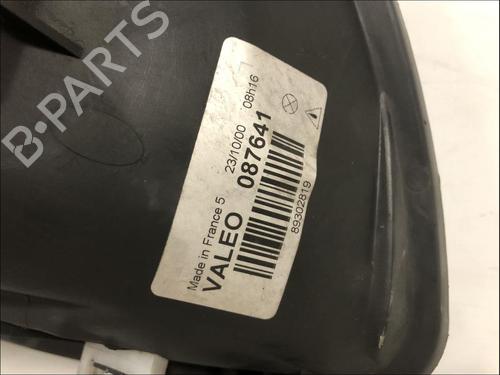 B-PARTS
Made in France 5
23/10/00
08h16
VALEO
087641
89302819